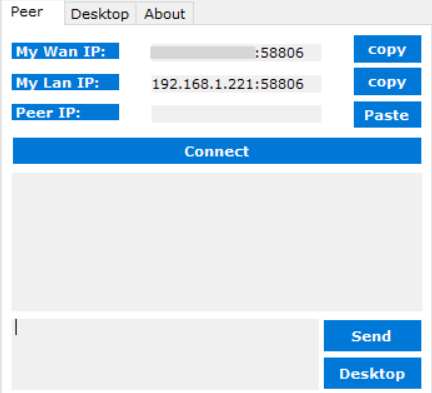 Peer Desktop About
My Wan IP: :58806 copy
My Lan IP: 192.168.1.221:58806 copy
Peer IP: Paste
Connect
Send
Desktop